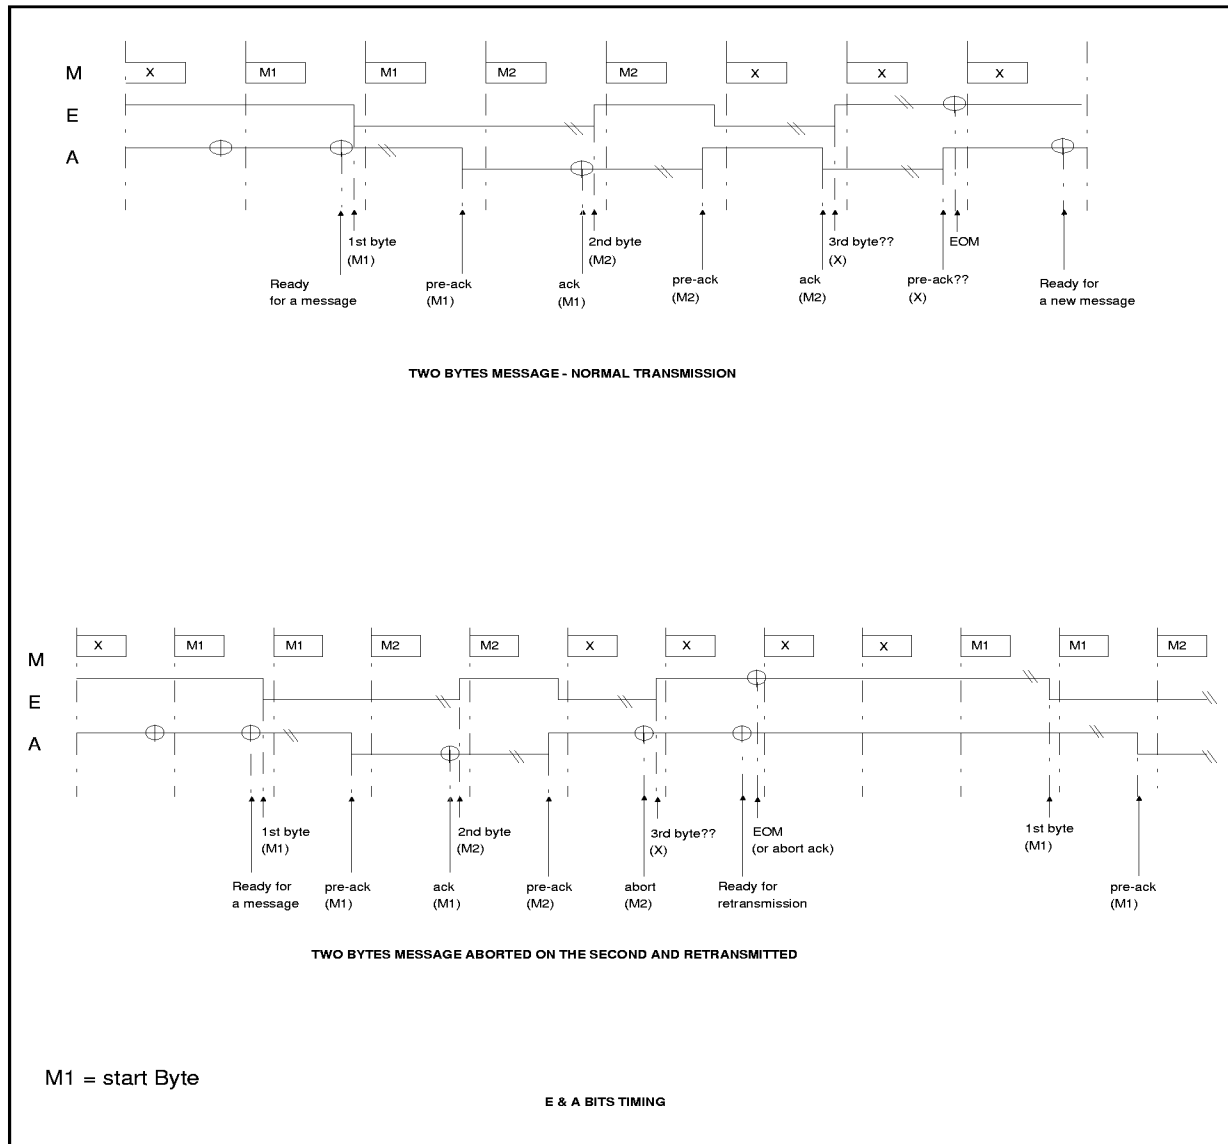 M X M1 M1 M2 M2 X X X
E
A
1st byte 2nd byte 3rd byte?? EOM
(M1) (M2) (X)
Ready pre-ack ack pre-ack ack pre-ack?? Ready for
for a message (M1) (M1) (M2) (M2) (X) a new message
TWO BYTES MESSAGE - NORMAL TRANSMISSION
X M1 M1 M2 M2 X X X X M1 M1 M2
M
E
A
1st byte 2nd byte 3rd byte?? EOM 1st byte
(M1) (M2) (X) (or abort ack) (M1)
Ready for pre-ack ack pre-ack abort Ready for pre-ack
a message (M1) (M1) (M2) (M2) retransmission (M1)
TWO BYTES MESSAGE ABORTED ON THE SECOND AND RETRANSMITTED
M1 = start Byte
E & A BITS TIMING